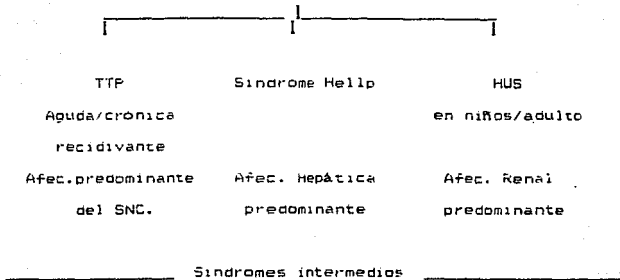 TTP Sindrome Hellp HUS
Aguda/crónica en niños/adulto
recidivante
Afec.predominante Afec. Hepática Afec. Renal
del SNC. predominante predominante
Sindromes intermedios